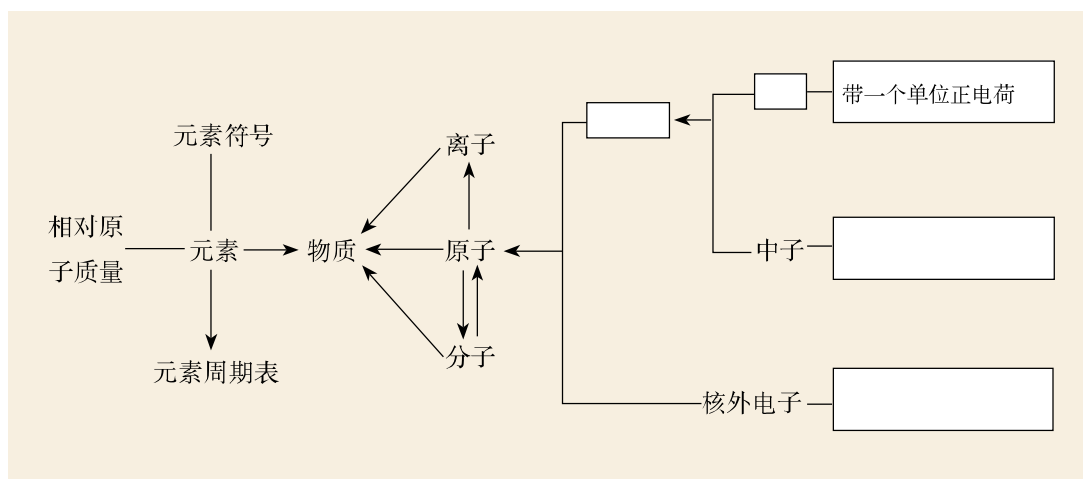 元素符号
相对原
子质量
元素
元素周期表
物质
离子
原子
分子
带一个单位正电荷
中子
核外电子